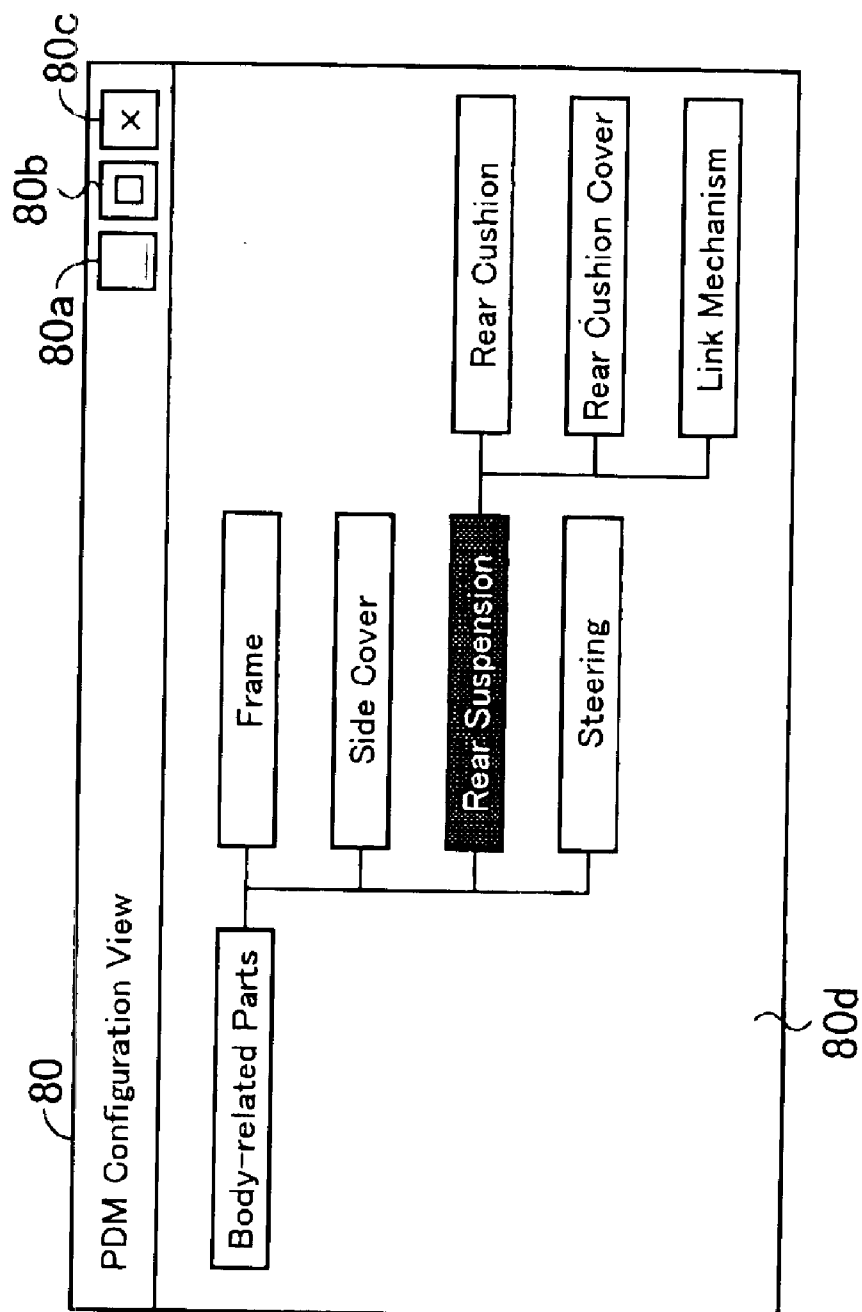 80
80a
80b
80c
PDM Configuration View
×
Body-related Parts
Frame
Side Cover
Rear Suspension
Steering
Rear Cushion
Rear Cushion Cover
Link Mechanism
80d